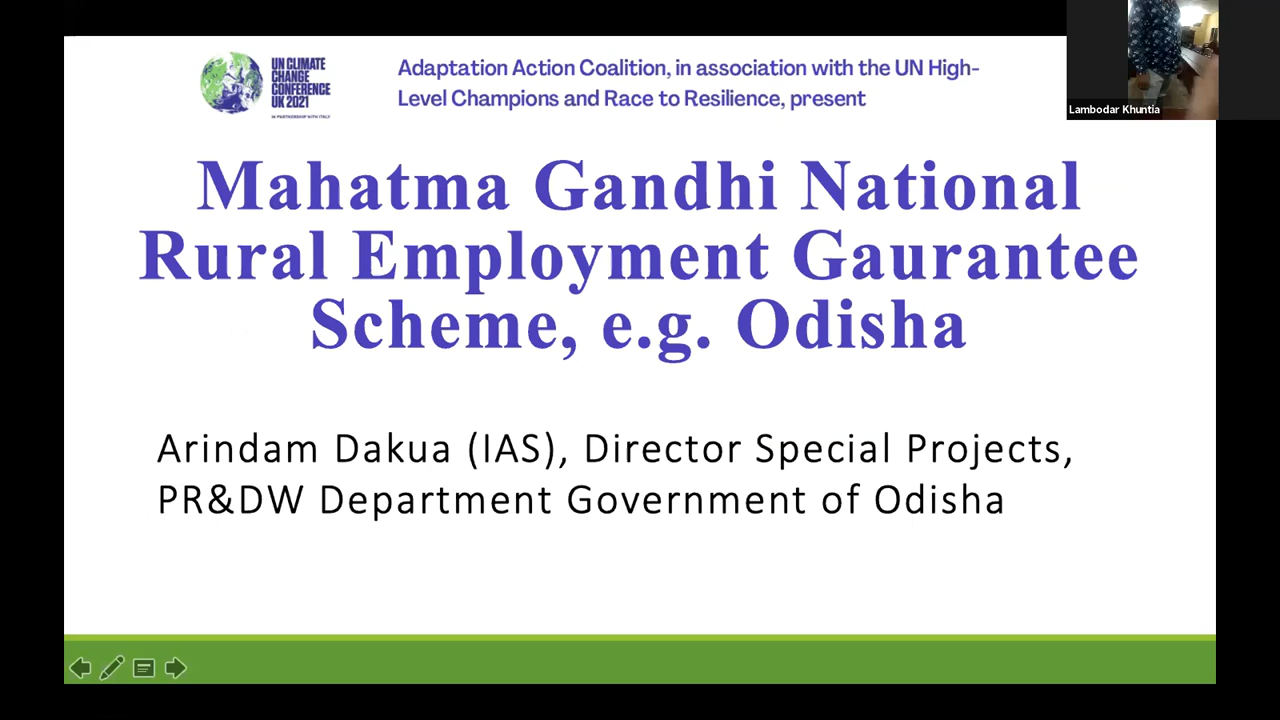 UN CLIMATE
CHANGE
CONFERENCE
UK 2021
IN PARTNERSHIP WITH ITALY
Adaptation Action Coalition, in association with the UN High-
Level Champions and Race to Resilience, present
Lambodar Khuntia
Mahatma Gandhi National
Rural Employment Gaurantee
Scheme, e.g. Odisha
Arindam Dakua (IAS), Director Special Projects,
PR&DW Department Government of Odisha